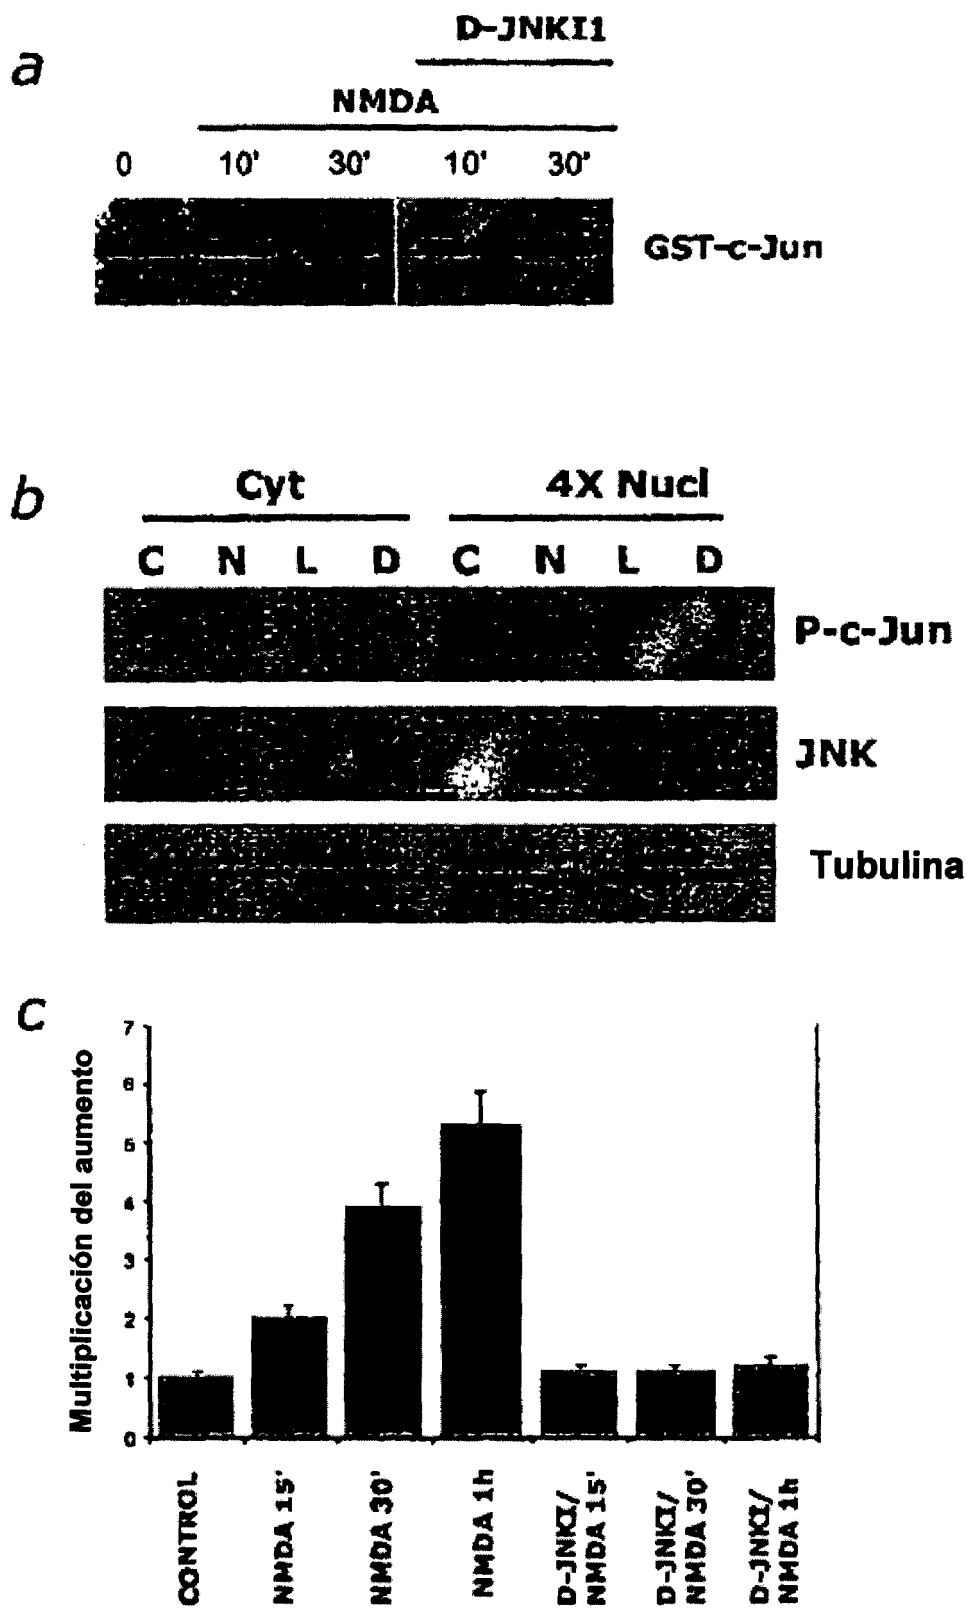 a
D-JNKI1
NMDA
0 10' 30' 10' 30'
GST-c-Jun
b
Cyt 4X Nucl
C N L D C N L D
P-c-Jun
JNK
Tubulina
c
Multiplicación del aumento
7
6
5
4
3
2
1
0
CONTROL
NMDA 15'
NMDA 30'
NMDA 1h
D-JNKI/
NMDA 15'
D-JNKI/
NMDA 30'
D-JNKI/
NMDA 1h